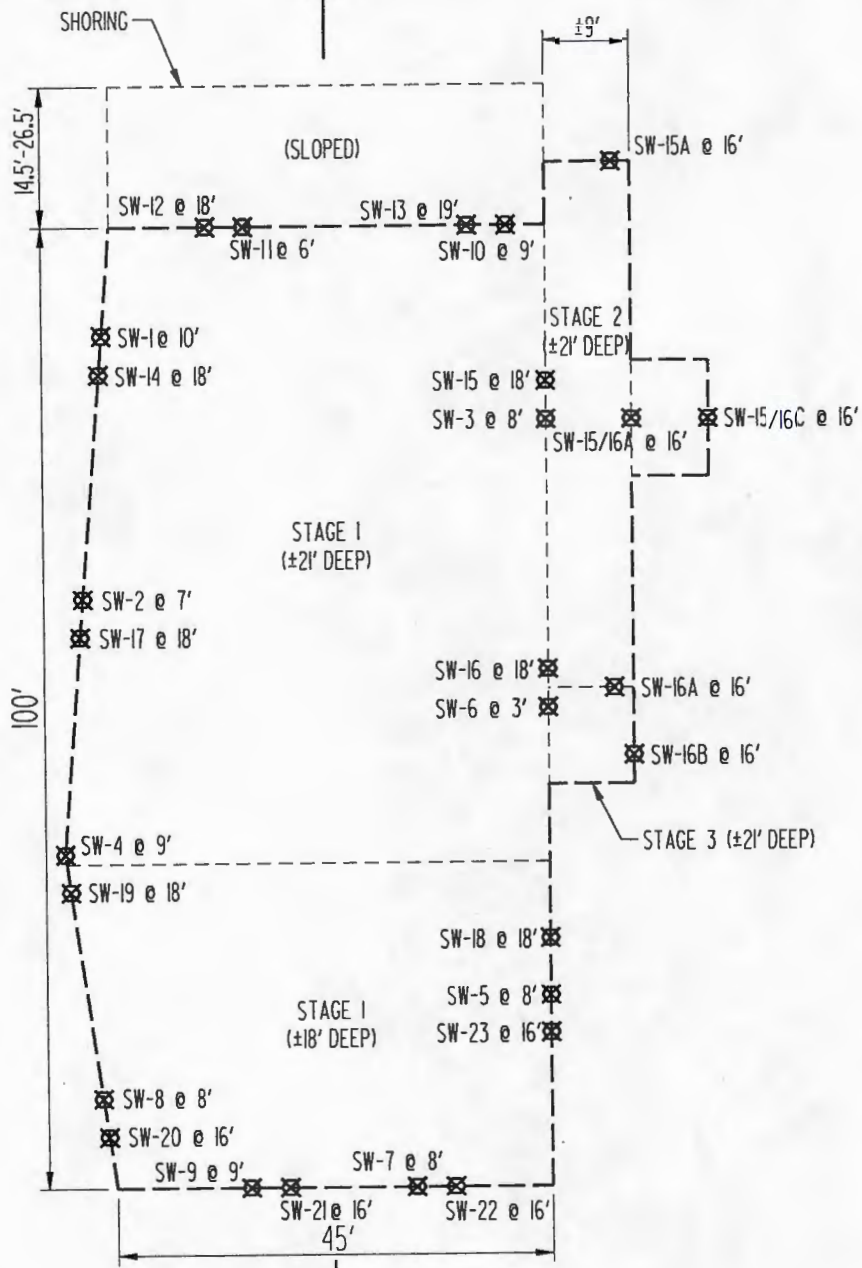 SHORING
±9'
14.5'-26.5'
(SLOPED)
SW-15A @ 16'
SW-12 @ 18'
SW-13 @ 19'
SW-11 @ 6'
SW-10 @ 9'
SW-1 @ 10'
SW-14 @ 18'
STAGE 2
(±21' DEEP)
SW-15 @ 18'
SW-3 @ 8'
SW-15/16A @ 16'
SW-15/16C @ 16'
STAGE 1
(±21' DEEP)
SW-2 @ 7'
SW-17 @ 18'
100'
SW-16 @ 18'
SW-6 @ 3'
SW-16A @ 16'
SW-16B @ 16'
STAGE 3 (±21' DEEP)
SW-4 @ 9'
SW-19 @ 18'
SW-18 @ 18'
SW-5 @ 8'
SW-23 @ 16'
STAGE 1
(±18' DEEP)
SW-8 @ 8'
SW-20 @ 16'
SW-9 @ 9'
SW-7 @ 8'
SW-21 @ 16'
SW-22 @ 16'
45'